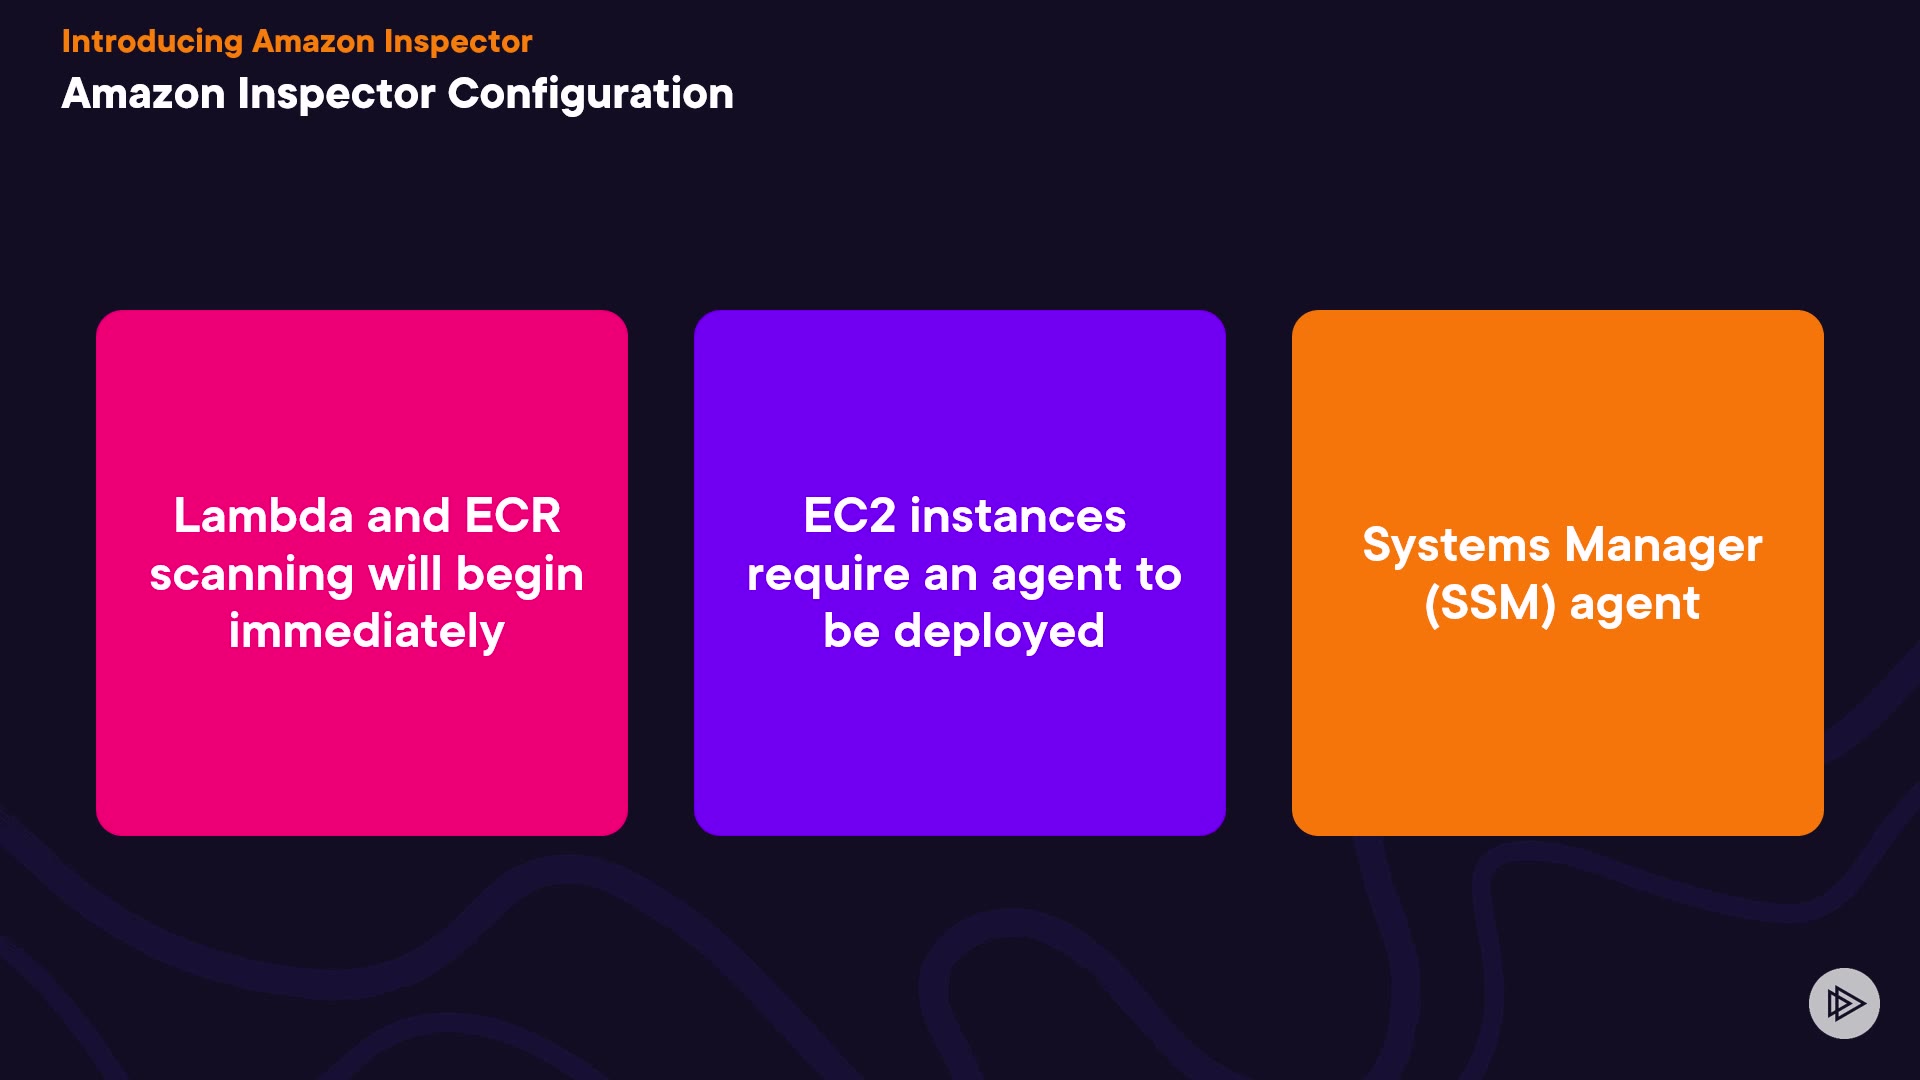 Introducing Amazon Inspector
Amazon Inspector Configuration
Lambda and ECR
scanning will begin
immediately
EC2 instances
require an agent to
be deployed
Systems Manager
(SSM) agent